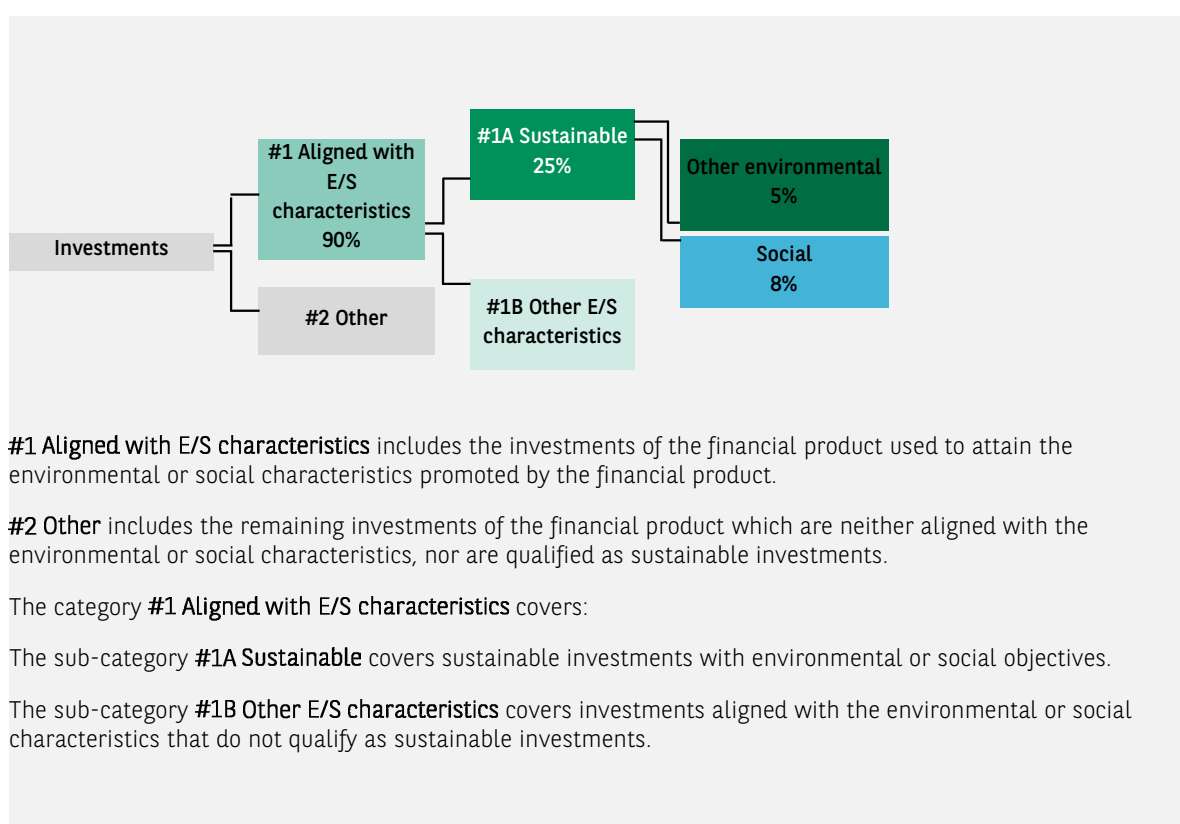 #1A Sustainable
25%
#1 Aligned with
E/S
characteristics
90%
Other environmental
5%
Investments
Social
8%
#2 Other
#1B Other E/S
characteristics
#1 Aligned with E/S characteristics includes the investments of the financial product used to attain the
environmental or social characteristics promoted by the financial product.
#2 Other includes the remaining investments of the financial product which are neither aligned with the
environmental or social characteristics, nor are qualified as sustainable investments.
The category #1 Aligned with E/S characteristics covers:
The sub-category #1A Sustainable covers sustainable investments with environmental or social objectives.
The sub-category #1B Other E/S characteristics covers investments aligned with the environmental or social
characteristics that do not qualify as sustainable investments.